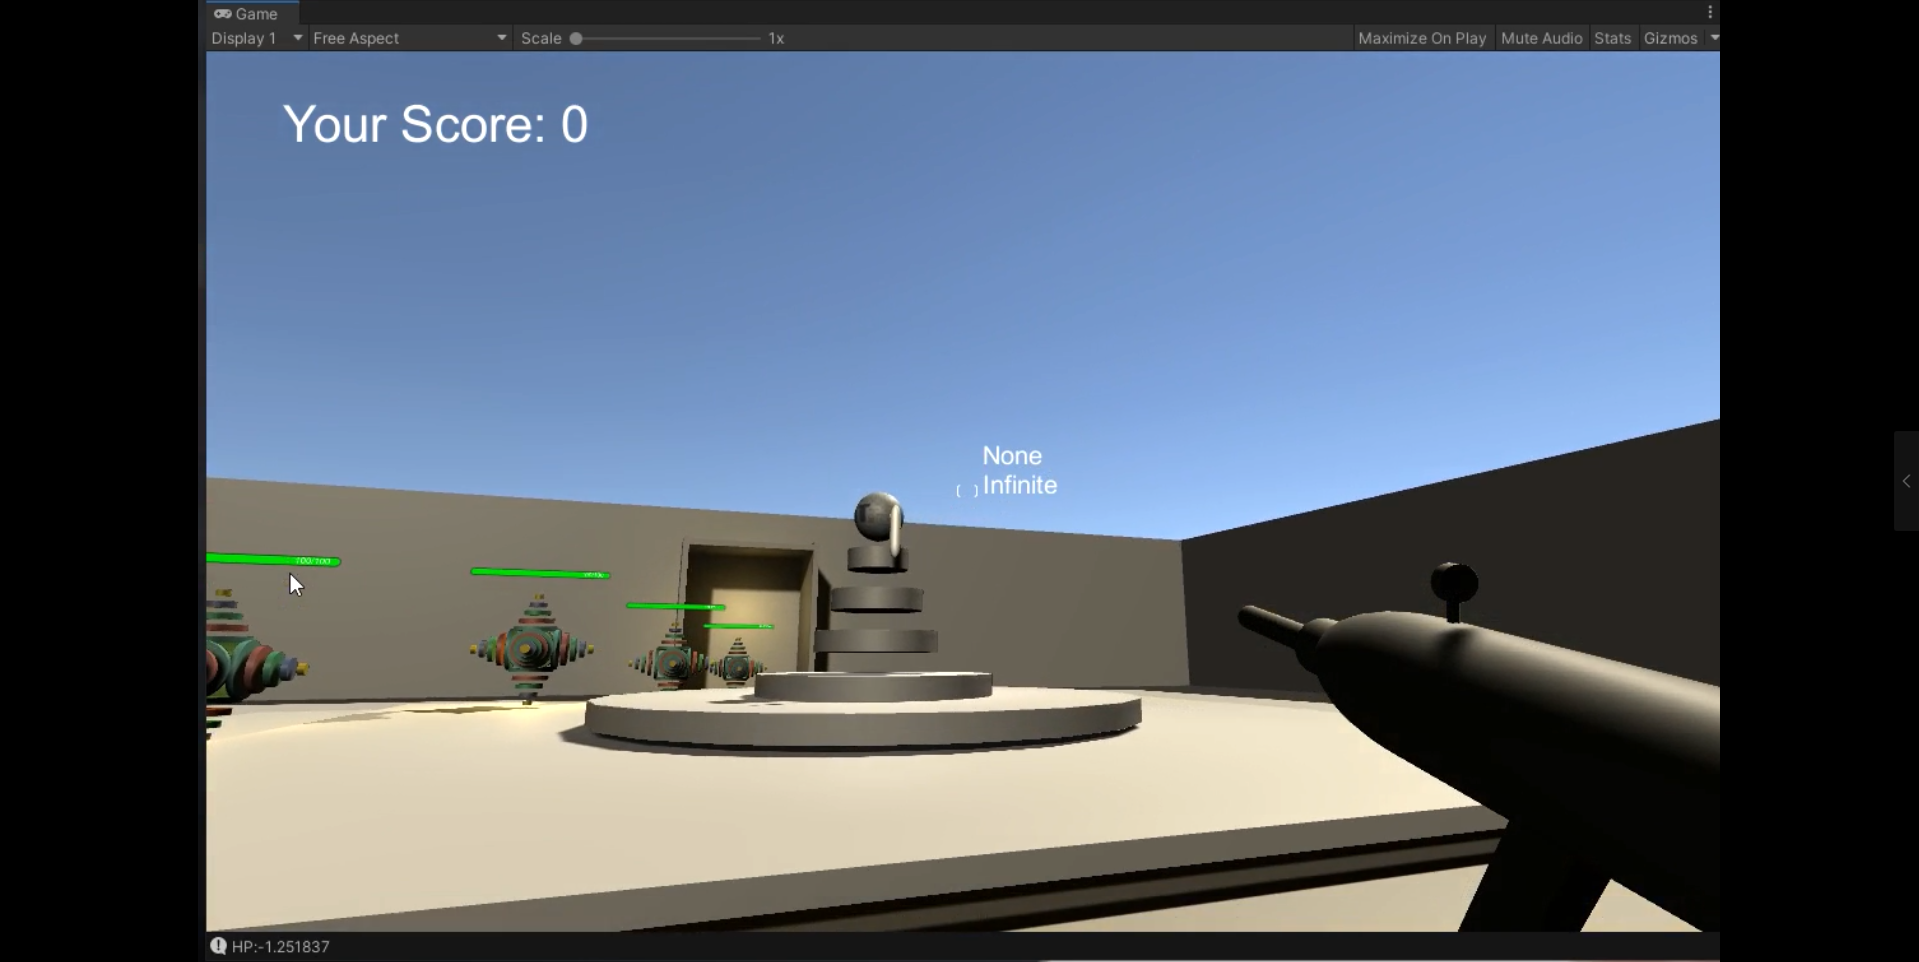 Game
Display 1 Free Aspect Scale 1x Maximize On Play Mute Audio Stats Gizmos
Your Score: 0
None
Infinite
100/100
HP:-1.251837